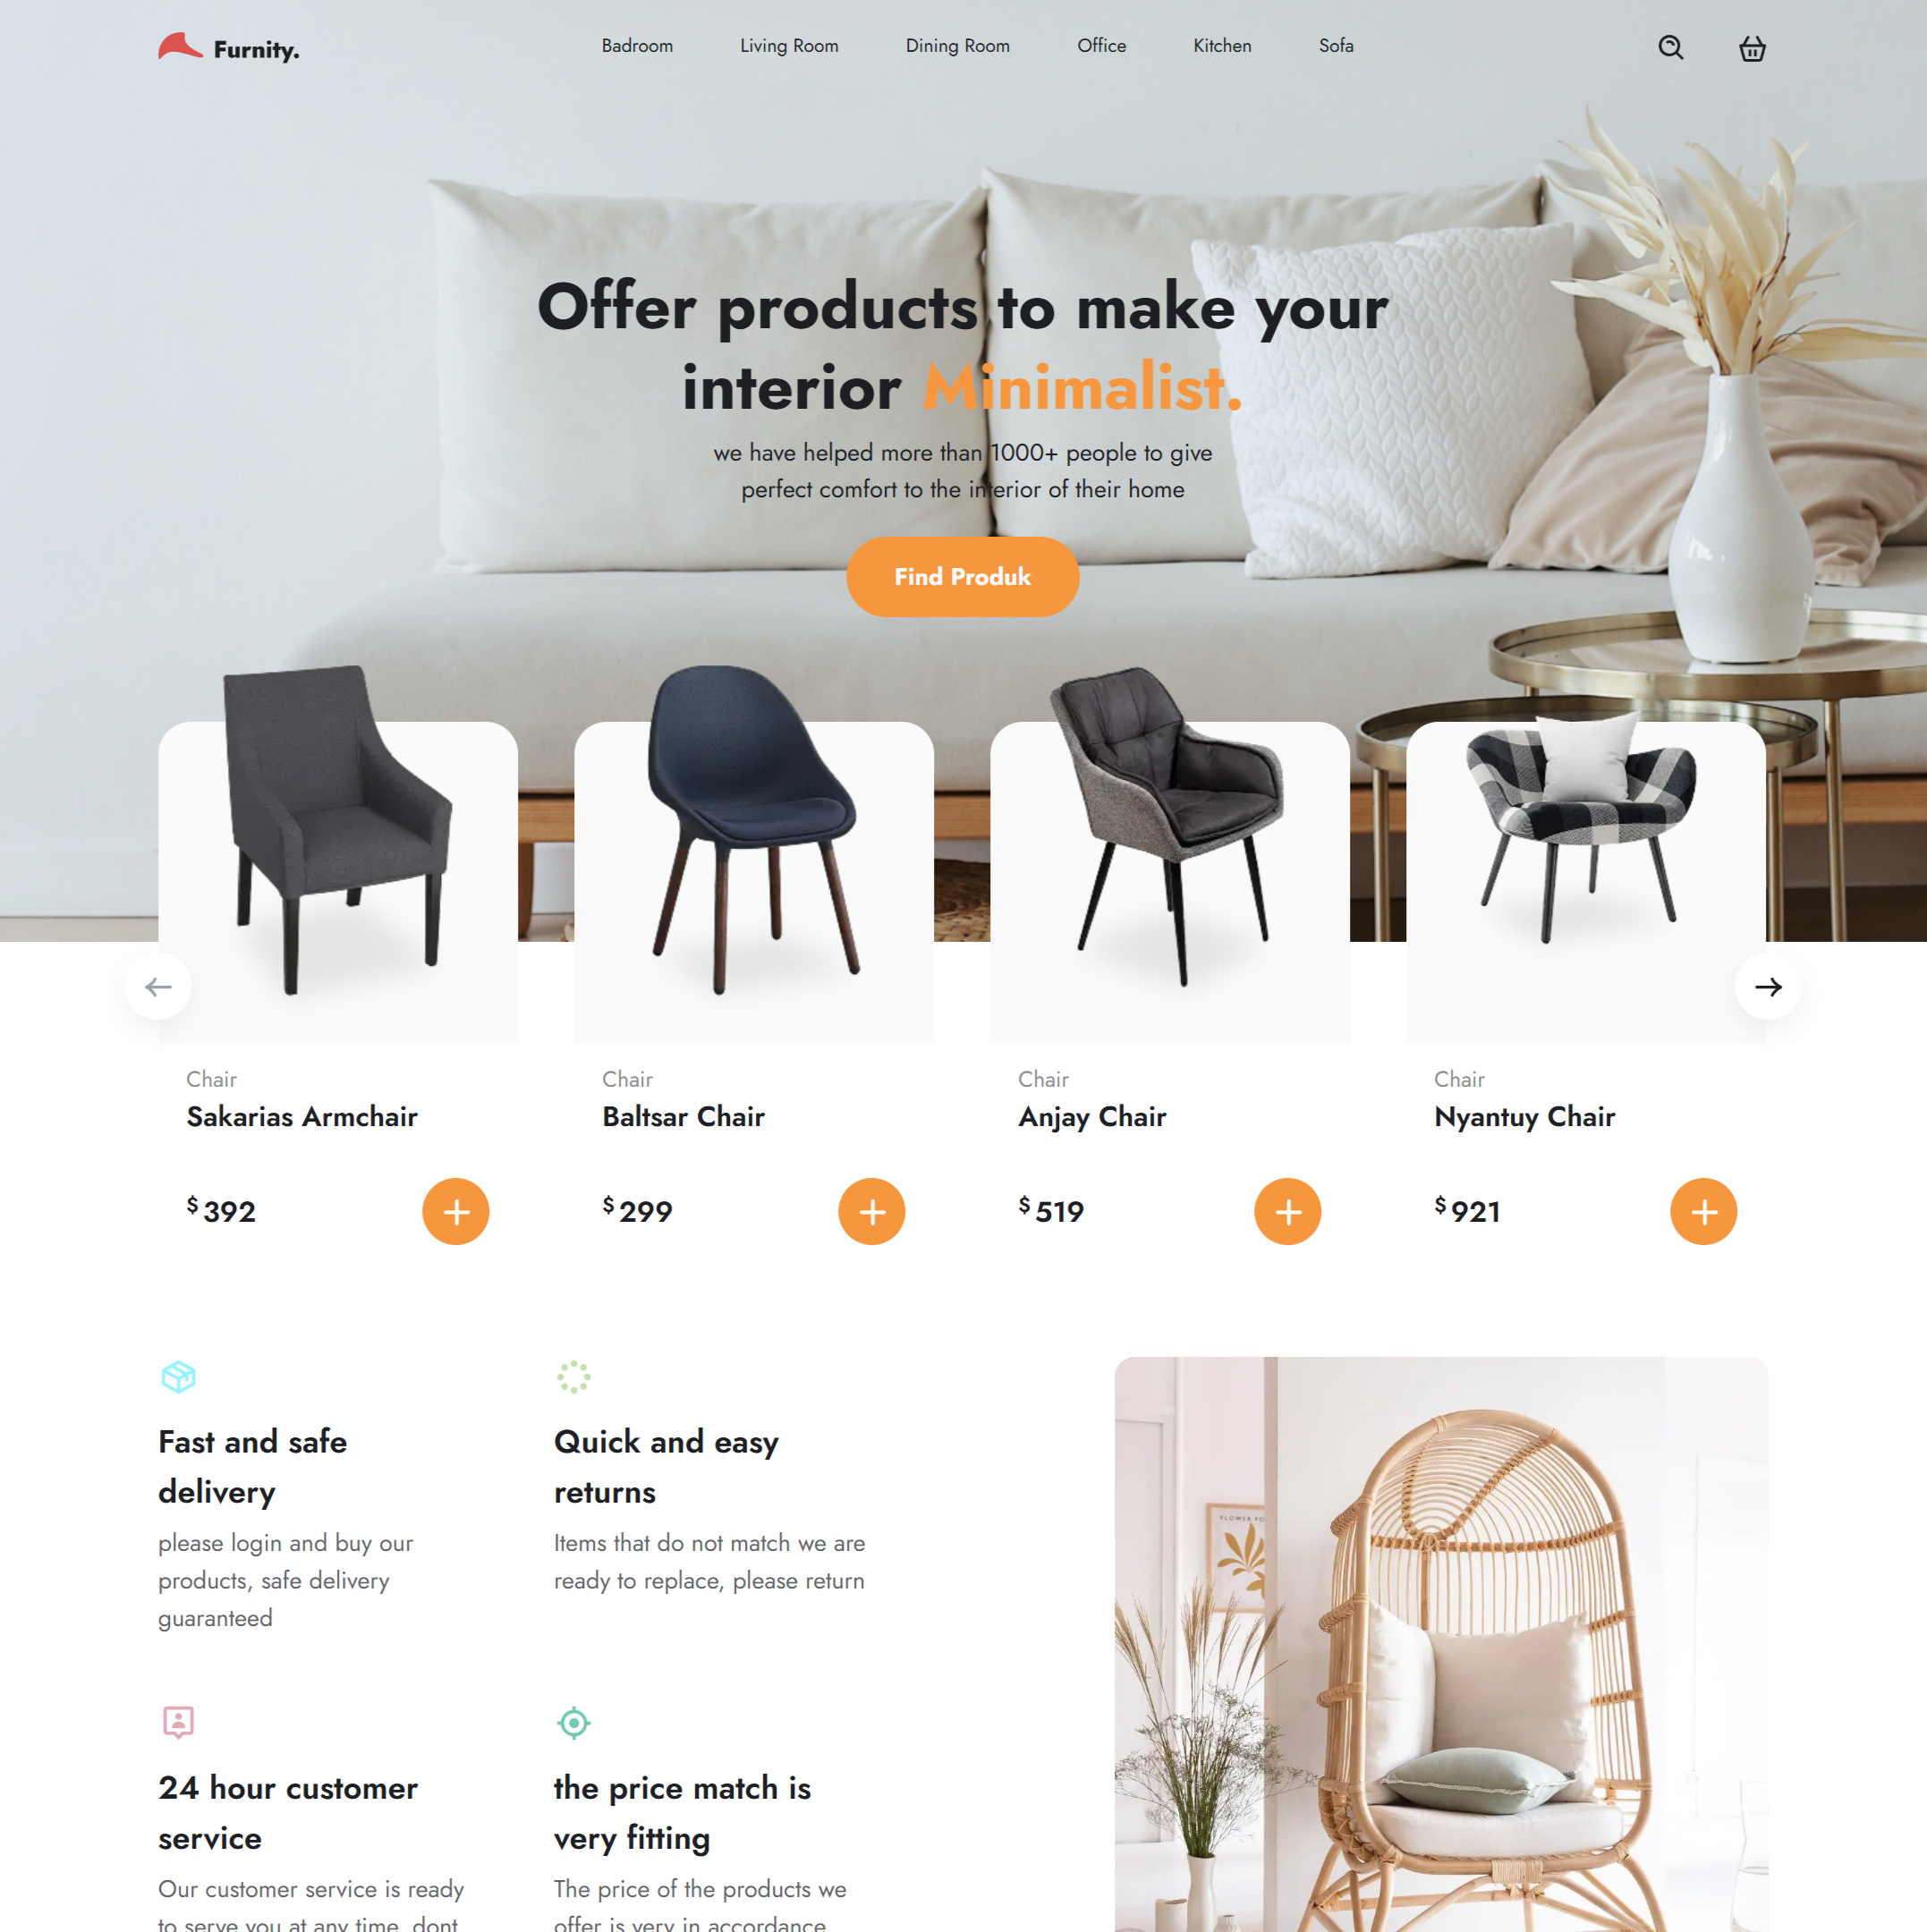 Furnity.
Badroom
Living Room
Dining Room
Office
Kitchen
Sofa
Offer products to make your
interior Minimalist.
we have helped more than 1000+ people to give
perfect comfort to the interior of their home
Find Produk
Chair
Sakarias Armchair
$ 392
Chair
Baltsar Chair
$ 299
Chair
Anjay Chair
$ 519
Chair
Nyantuy Chair
$ 921
Fast and safe
delivery
please login and buy our
products, safe delivery
guaranteed
Quick and easy
returns
Items that do not match we are
ready to replace, please return
24 hour customer
service
Our customer service is ready
to serve you at any time, dont
the price match is
very fitting
The price of the products we
offer is very in accordance
FLOWER